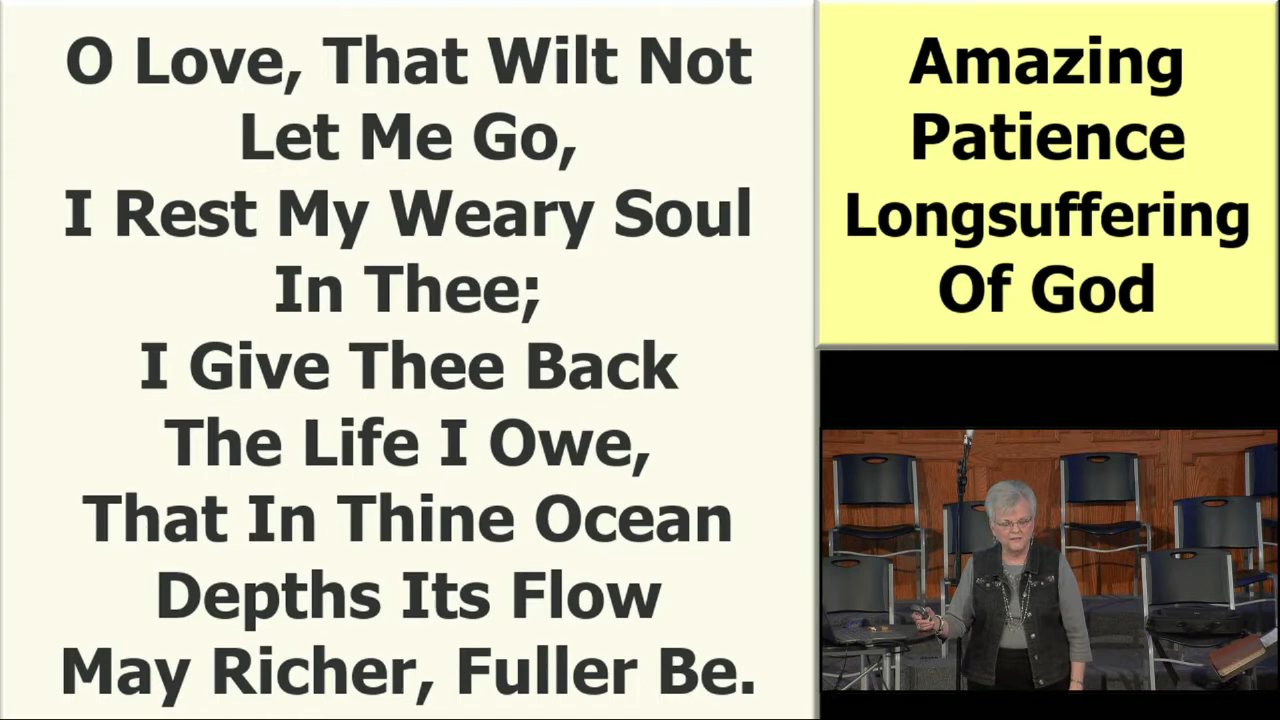 O Love, That Wilt Not
Let Me Go,
I Rest My Weary Soul
In Thee;
I Give Thee Back
The Life I Owe,
That In Thine Ocean
Depths Its Flow
May Richer, Fuller Be.
Amazing
Patience
Longsuffering
Of God